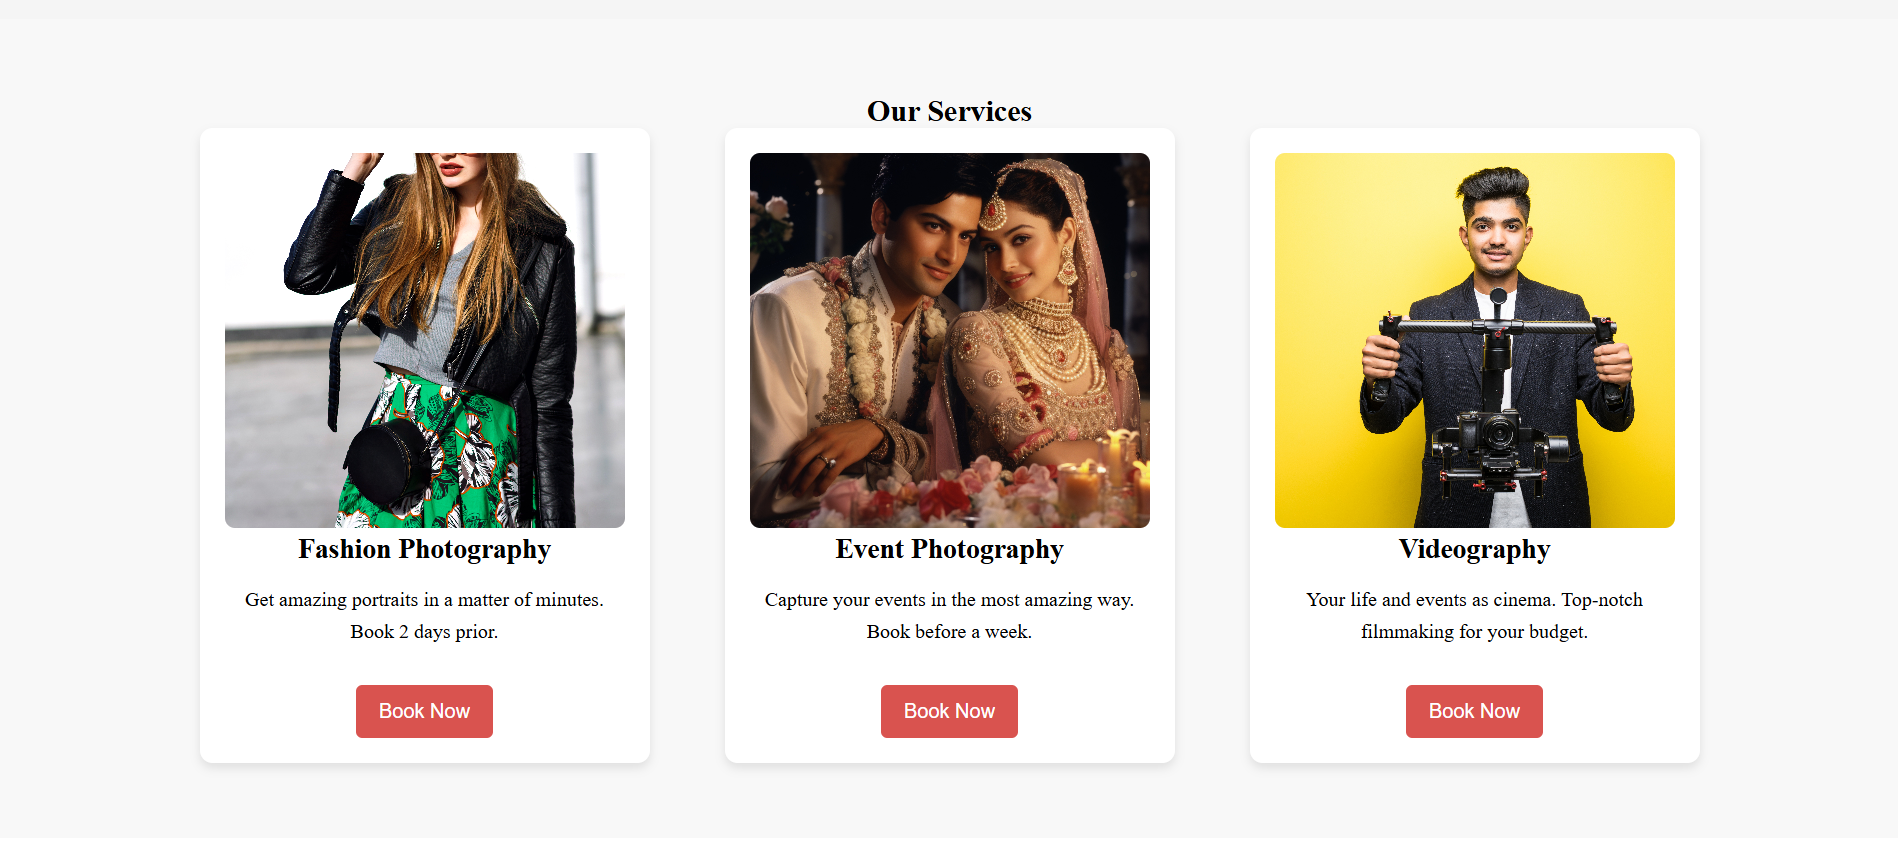 Our Services
Fashion Photography
Get amazing portraits in a matter of minutes.
Book 2 days prior.
Book Now
Event Photography
Capture your events in the most amazing way.
Book before a week.
Book Now
Videography
Your life and events as cinema. Top-notch
filmmaking for your budget.
Book Now